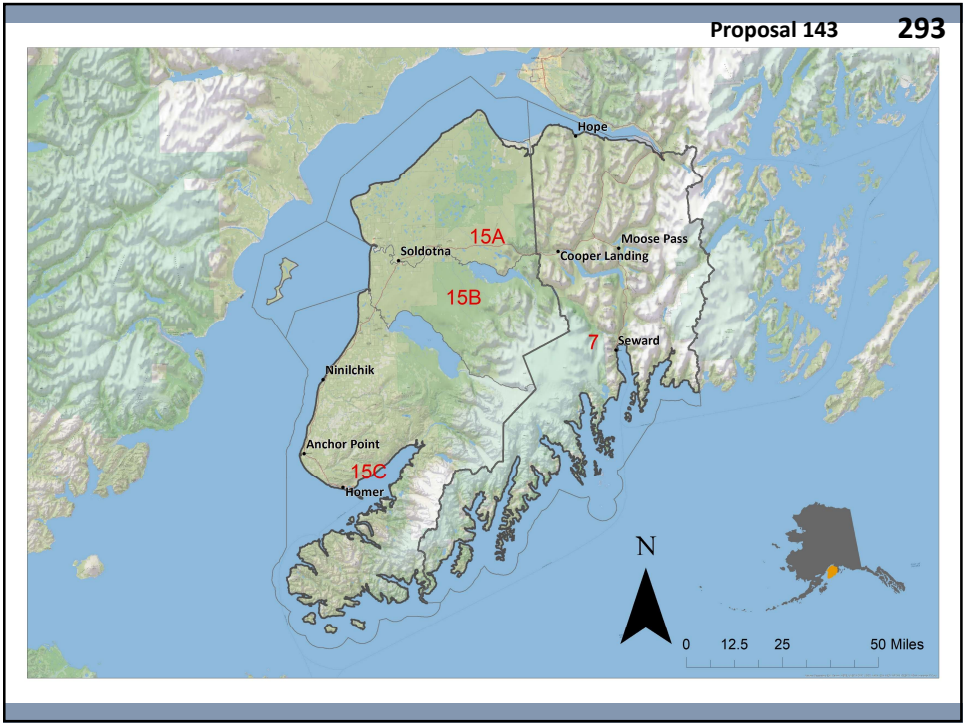 Proposal 143
293
Hope
15A
Moose Pass
Soldotna
Cooper Landing
15B
7
Seward
Ninilchik
Anchor Point
15C
Homer
N
0 12.5 25 50 Miles